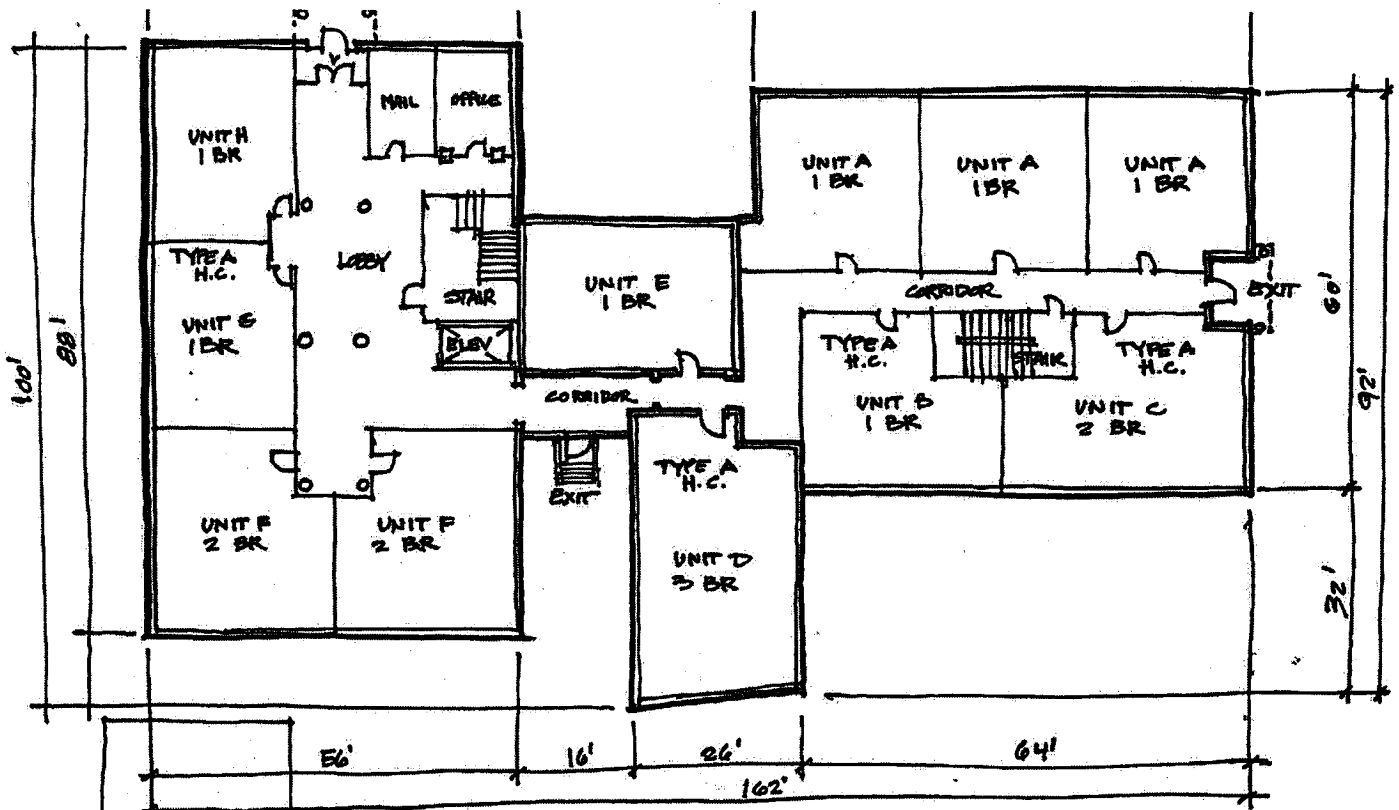 MAIL
OFFICE
UNIT H
1 BR
UNIT A
1 BR
UNIT A
1 BR
UNIT A
1 BR
TYPE A
H.C.
LOBBY
UNIT G
1 BR
STAIR
ELEV
UNIT E
1 BR
CORRIDOR
EXIT
60'
100'
88'
TYPE A
H.C.
STAIR
TYPE A
H.C.
UNIT B
1 BR
UNIT C
2 BR
92'
CORRIDOR
TYPE A
H.C.
EXIT
UNIT F
2 BR
UNIT F
2 BR
UNIT D
3 BR
32'
56'
16'
26'
64'
162'